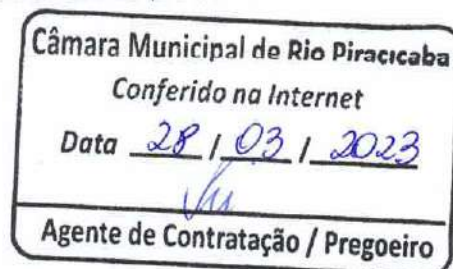 Câmara Municipal de Rio Piracicaba
Conferido na Internet
Data 28 / 03 / 2023
Agente de Contratação / Pregoeiro